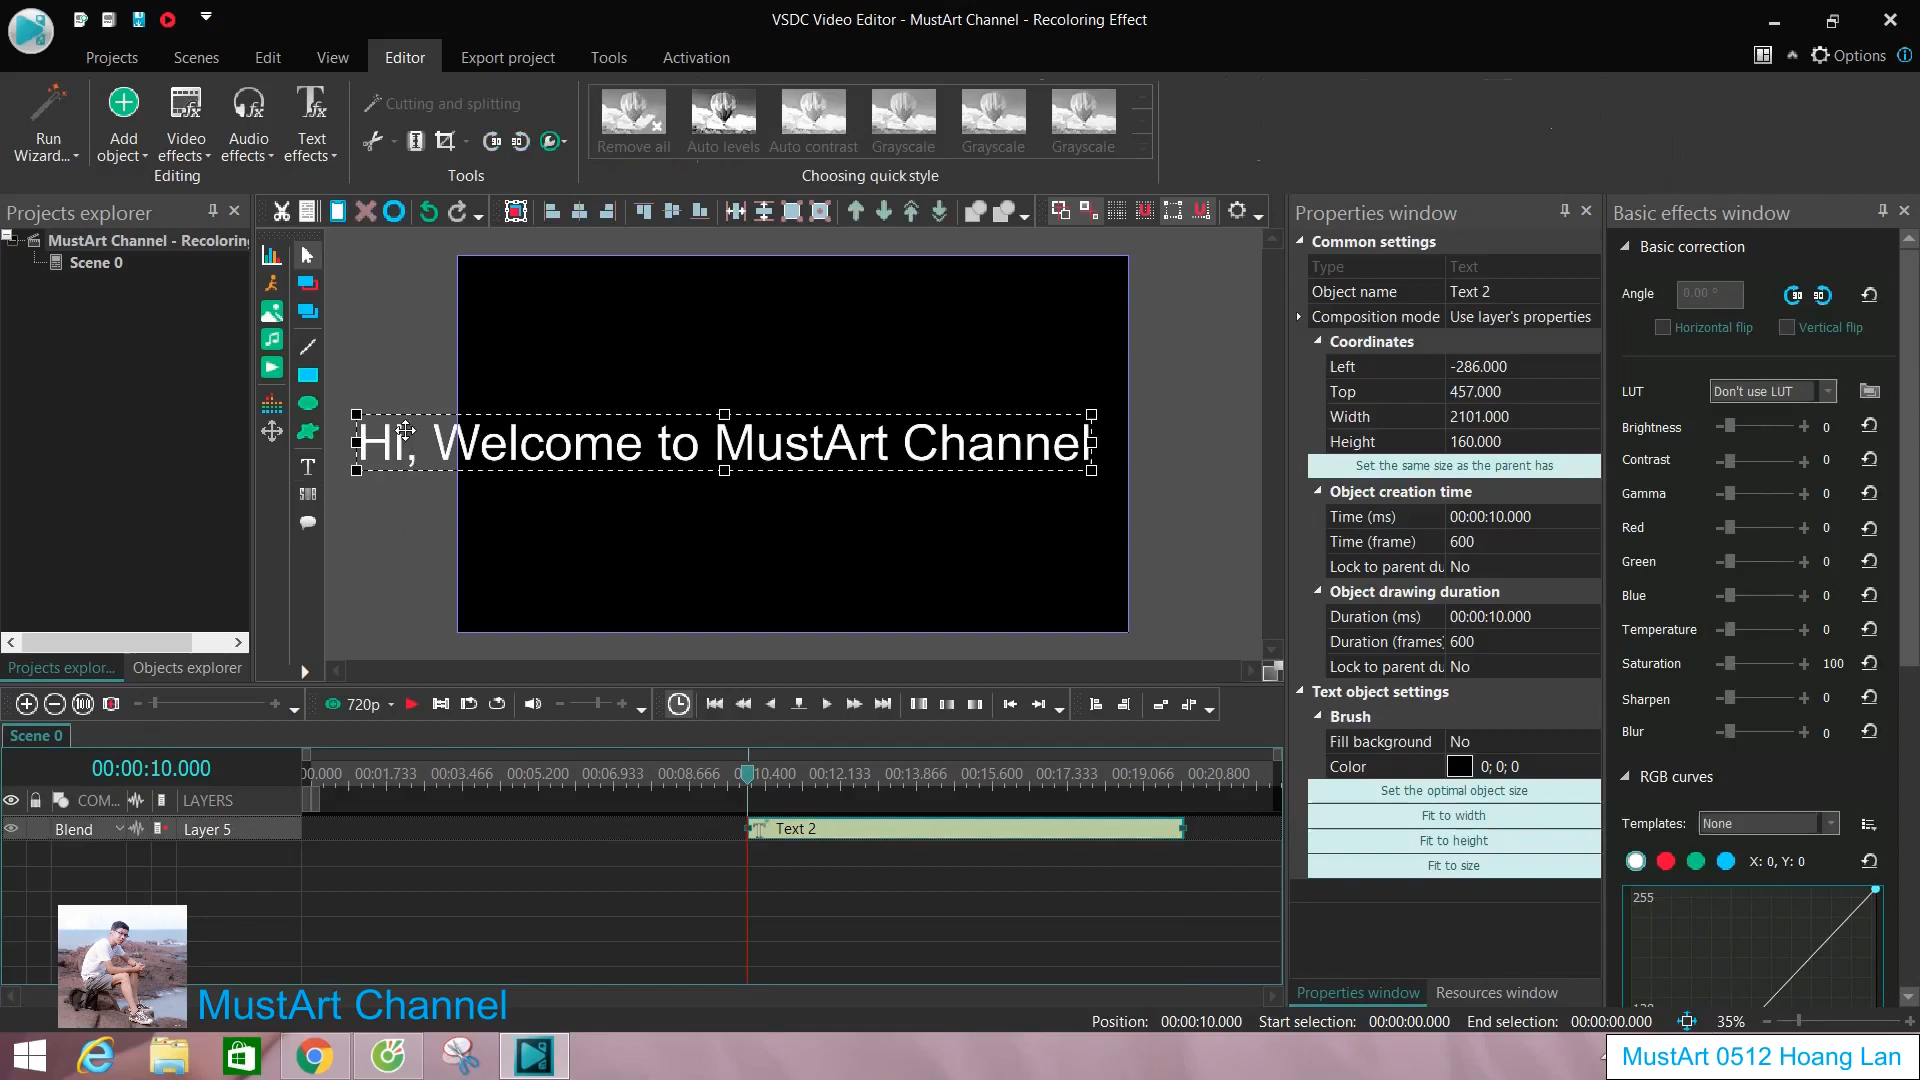 VSDC Video Editor - MustArt Channel - Recoloring Effect
Projects
Scenes
Edit
View
Editor
Export project
Tools
Activation
Options
Run
Wizard...
Add
object
Video
effects
Audio
effects
Text
effects
Editing
Cutting and splitting
Tools
Remove all
Auto levels
Auto contrast
Grayscale
Grayscale
Grayscale
Choosing quick style
Projects explorer
MustArt Channel - Recoloring
Scene 0
Projects explor...
Objects explorer
Hi, Welcome to MustArt Channel
Properties window
Common settings
Type Text
Object name Text 2
Composition mode Use layer's properties
Coordinates
Left -286.000
Top 457.000
Width 2101.000
Height 160.000
Set the same size as the parent has
Object creation time
Time (ms) 00:00:10.000
Time (frame) 600
Lock to parent du No
Object drawing duration
Duration (ms) 00:00:10.000
Duration (frames) 600
Lock to parent du No
Text object settings
Brush
Fill background No
Color 0; 0; 0
Set the optimal object size
Fit to width
Fit to height
Fit to size
Properties window
Resources window
Basic effects window
Basic correction
Angle 0.00 °
Horizontal flip
Vertical flip
LUT Don't use LUT
Brightness 0
Contrast 0
Gamma 0
Red 0
Green 0
Blue 0
Temperature 0
Saturation 100
Sharpen 0
Blur 0
RGB curves
Templates: None
X: 0, Y: 0
255
720p
Scene 0
00:00:10.000
00.000 00:01.733 00:03.466 00:05.200 00:06.933 00:08.666 00:10.400 00:12.133 00:13.866 00:15.600 00:17.333 00:19.066 00:20.800
COM...
LAYERS
Blend
Layer 5
Text 2
MustArt Channel
Position: 00:00:10.000 Start selection: 00:00:00.000 End selection: 00:00:00.000 35%
MustArt 0512 Hoang Lan